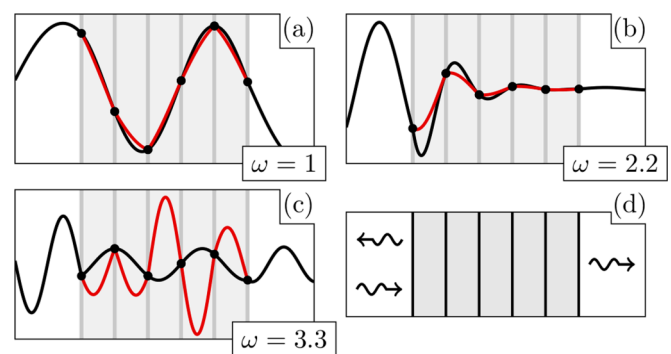 (a)
ω = 1
(b)
ω = 2.2
(c)
ω = 3.3
(d)